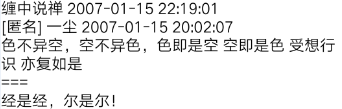 缠中说禅 2007-01-15 22:19:01
[匿名] 一尘 2007-01-15 20:02:07
色不异空，空不异色，色即是空 空即是色 受想行
识 亦复如是
===
经是经，尔是尔！